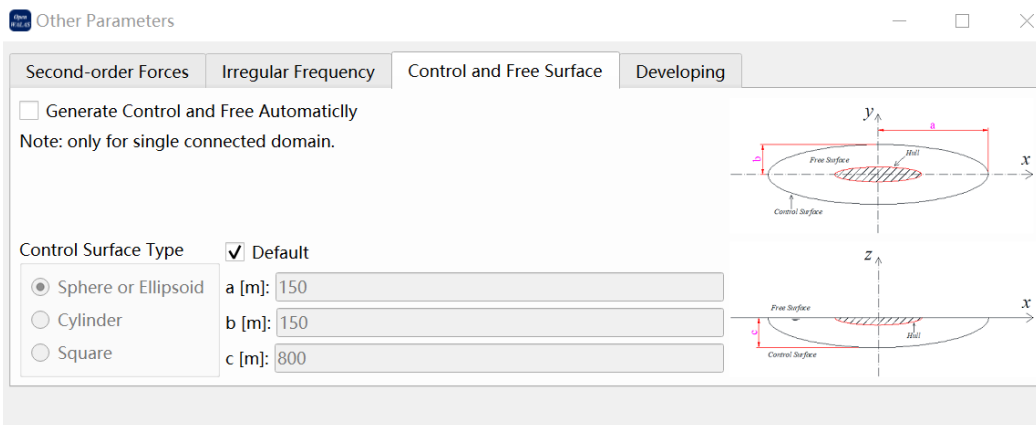 Open
WALAS
Other Parameters
Second-order Forces
Irregular Frequency
Control and Free Surface
Developing
Generate Control and Free Automaticlly
Note: only for single connected domain.
Control Surface Type
Default
Sphere or Ellipsoid
Cylinder
Square
a [m]: 150
b [m]: 150
c [m]: 800
y
a
b
Free Surface
Hull
x
Control Surface
z
Free Surface
x
c
Hull
Control Surface